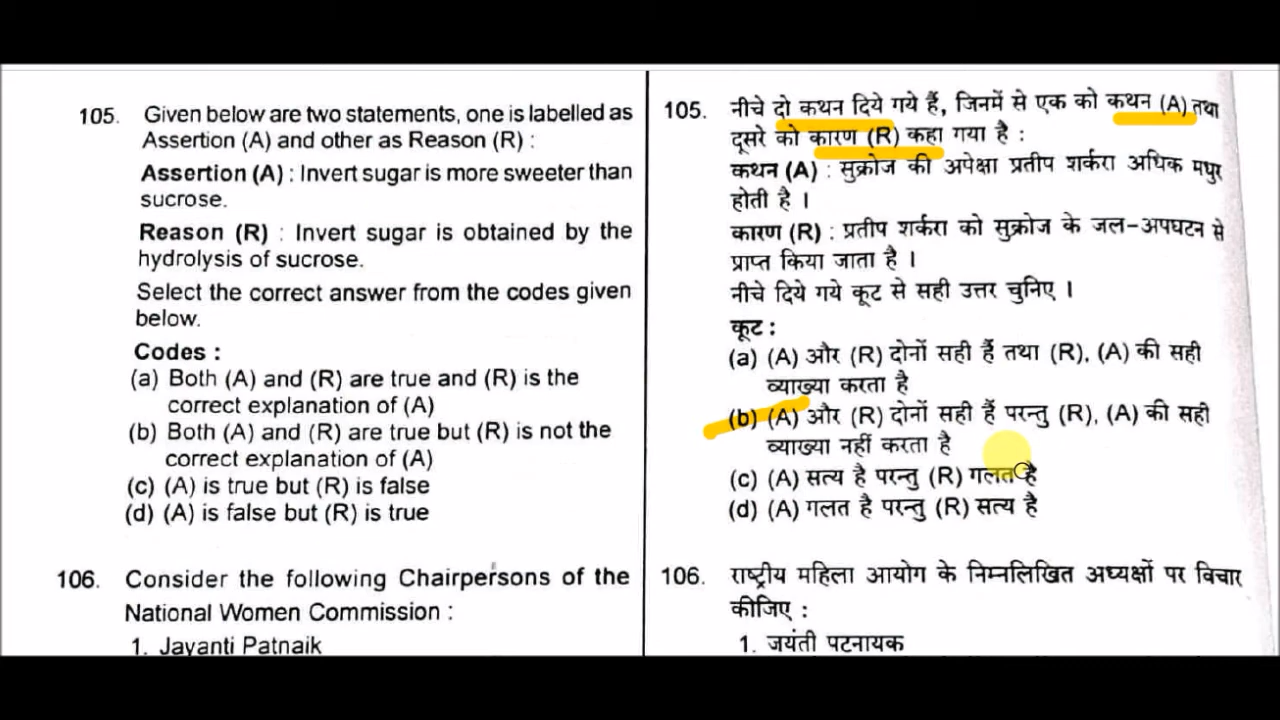 105. Given below are two statements, one is labelled as
Assertion (A) and other as Reason (R) :
Assertion (A) : Invert sugar is more sweeter than
sucrose.
Reason (R) : Invert sugar is obtained by the
hydrolysis of sucrose.
Select the correct answer from the codes given
below.
Codes :
(a) Both (A) and (R) are true and (R) is the
correct explanation of (A)
(b) Both (A) and (R) are true but (R) is not the
correct explanation of (A)
(c) (A) is true but (R) is false
(d) (A) is false but (R) is true
106. Consider the following Chairpersons of the
National Women Commission :
1. Jayanti Patnaik
105. नीचे दो कथन दिये गये हैं, जिनमें से एक को कथन (A) तथा
दूसरे को कारण (R) कहा गया है :
कथन (A) : सुक्रोज की अपेक्षा प्रतीप शर्करा अधिक मधुर
होती है ।
कारण (R) : प्रतीप शर्करा को सुक्रोज के जल-अपघटन से
प्राप्त किया जाता है ।
नीचे दिये गये कूट से सही उत्तर चुनिए ।
कूट :
(a) (A) और (R) दोनों सही हैं तथा (R), (A) की सही
व्याख्या करता है
(b) (A) और (R) दोनों सही हैं परन्तु (R), (A) की सही
व्याख्या नहीं करता है
(c) (A) सत्य है परन्तु (R) गलत है
(d) (A) गलत है परन्तु (R) सत्य है
106. राष्ट्रीय महिला आयोग के निम्नलिखित अध्यक्षों पर विचार
कीजिए :
1. जयंती पटनायक